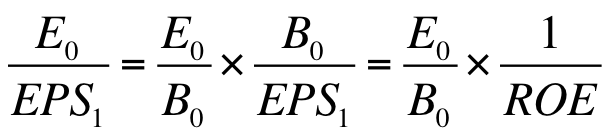 E₀/EPS₁ = E₀/B₀ × B₀/EPS₁ = E₀/B₀ × 1/ROE